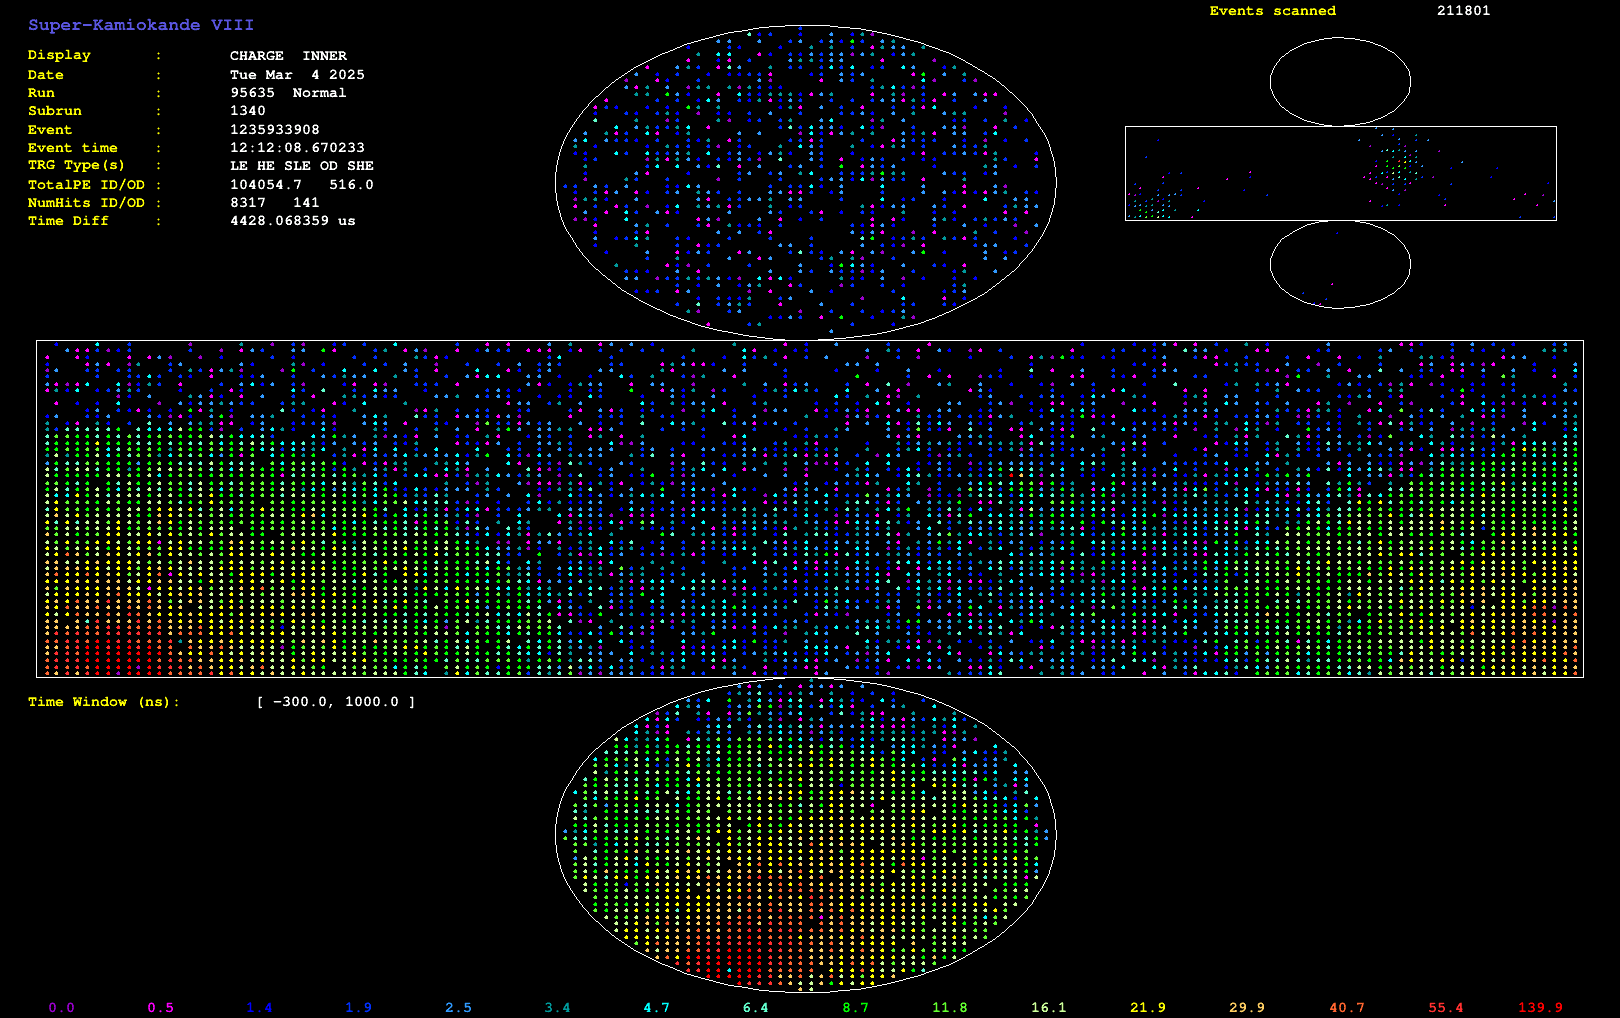 Super-Kamiokande VIII
Events scanned 211801
Display : CHARGE INNER
Date : Tue Mar 4 2025
Run : 95635 Normal
Subrun : 1340
Event : 1235933908
Event time : 12:12:08.670233
TRG Type(s) : LE HE SLE OD SHE
TotalPE ID/OD : 104054.7 516.0
NumHits ID/OD : 8317 141
Time Diff : 4428.068359 us
Time Window (ns): [ -300.0, 1000.0 ]
0.0 0.5 1.4 1.9 2.5 3.4 4.7 6.4 8.7 11.8 16.1 21.9 29.9 40.7 55.4 139.9